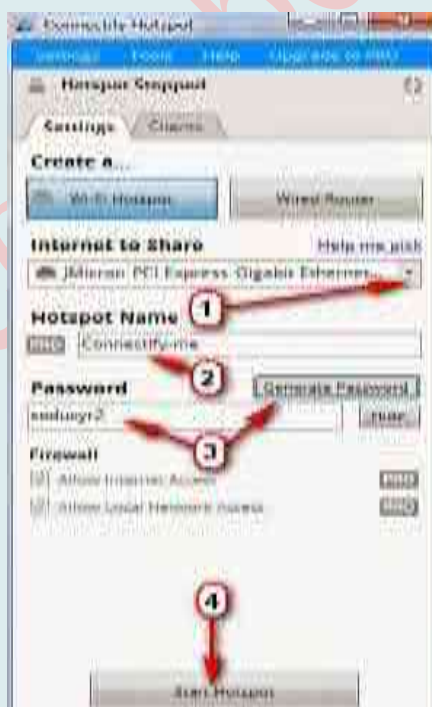 Connectify Hotspot
Settings Tools Help Upgrade to PRO
Hotspot Stopped
Settings Clients
Create a...
Wi-Fi Hotspot Wired Router
Internet to Share Help me pick
JMicron PCI Express Gigabit Ethernet...
1
Hotspot Name
PRO Connectify-me
2
Password Generate Password
Hide
3
Firewall
Allow Internet Access PRO
Allow Local Network Access PRO
4
Start Hotspot